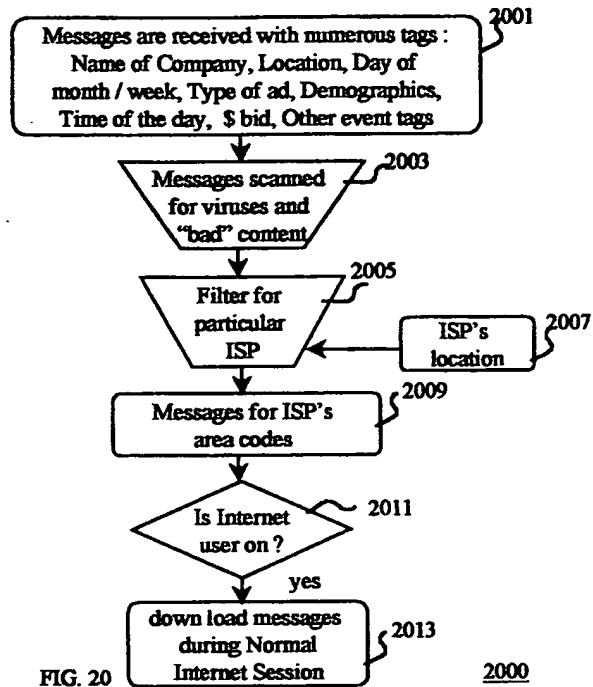 2001
Messages are received with numerous tags :
Name of Company, Location, Day of
month / week, Type of ad, Demographics,
Time of the day, $ bid, Other event tags
2003
Messages scanned
for viruses and
“bad” content
2005
Filter for
particular
ISP
2007
ISP's
location
2009
Messages for ISP's
area codes
2011
Is Internet
user on ?
yes
down load messages
during Normal
Internet Session
2013
FIG. 20
2000